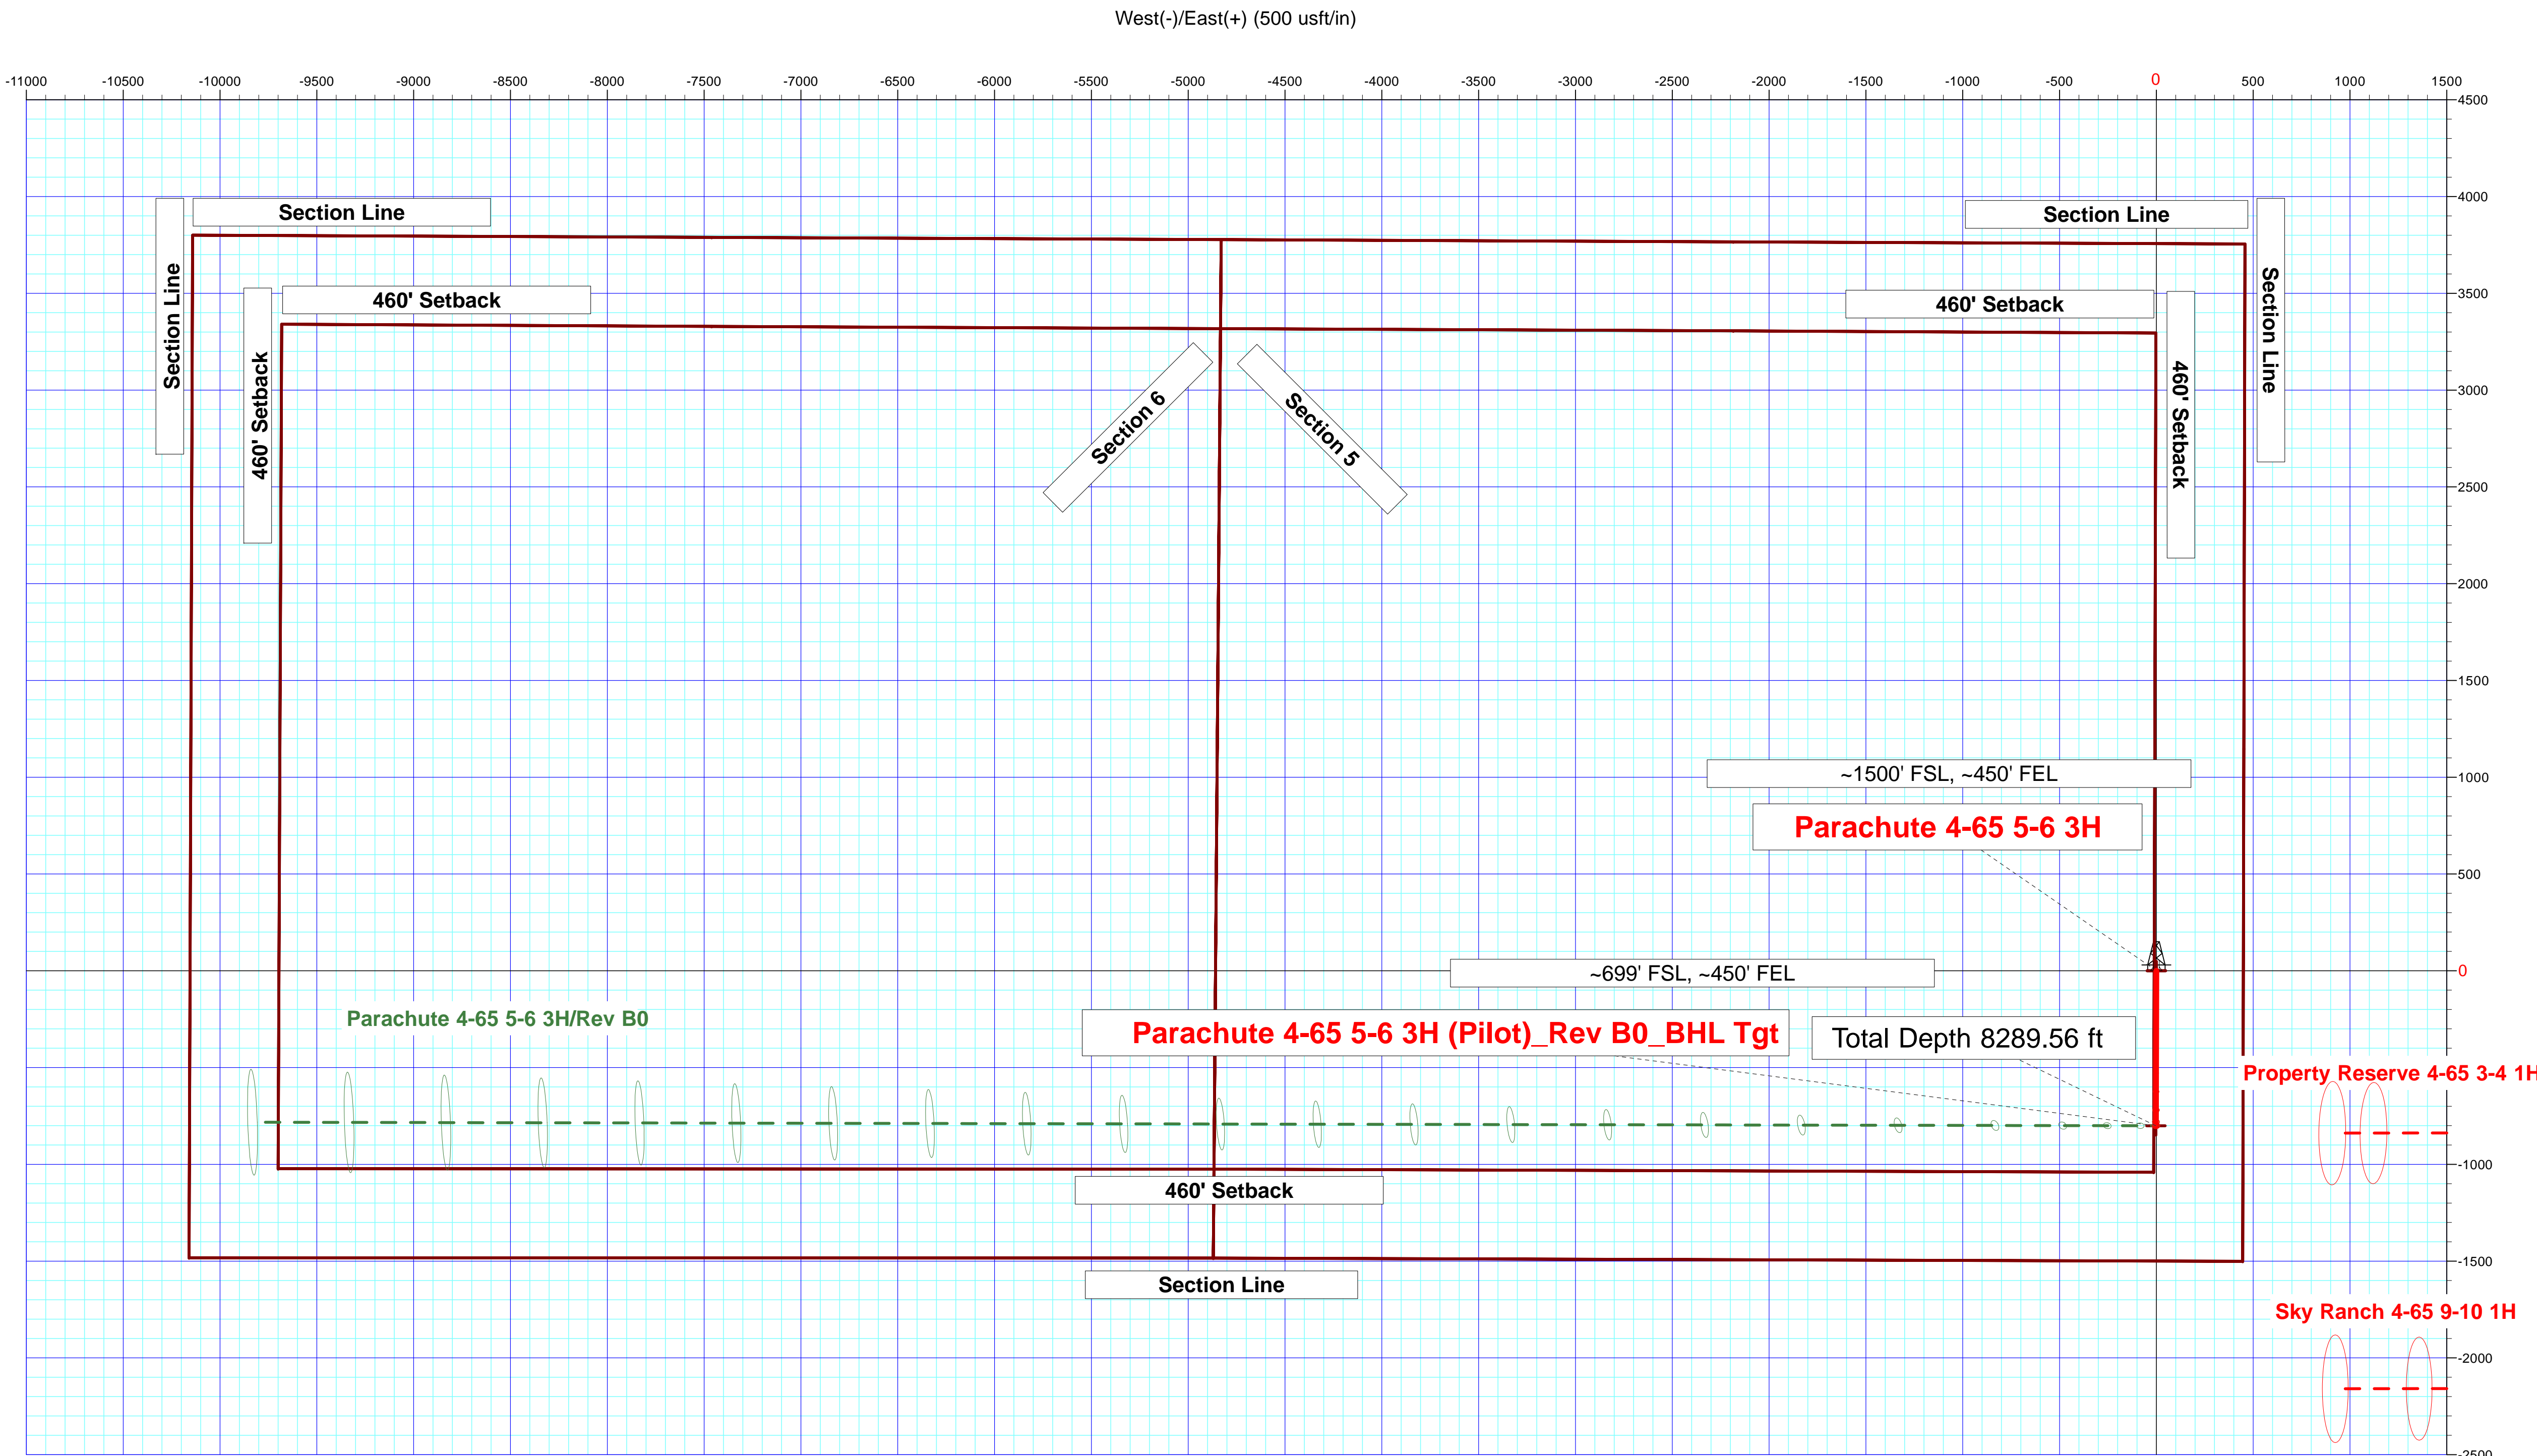 West(-)/East(+) (500 usft/in)
-11000 -10500 -10000 -9500 -9000 -8500 -8000 -7500 -7000 -6500 -6000 -5500 -5000 -4500 -4000 -3500 -3000 -2500 -2000 -1500 -1000 -500 0 500 1000 1500
4500
4000
Section Line
Section Line
Section Line
Section Line
3500
460' Setback
460' Setback
460' Setback
460' Setback
Section 6
Section 5
3000
2500
2000
1500
1000
~1500' FSL, ~450' FEL
Parachute 4-65 5-6 3H
500
0
~699' FSL, ~450' FEL
Parachute 4-65 5-6 3H/Rev B0
Parachute 4-65 5-6 3H (Pilot)_Rev B0_BHL Tgt
Total Depth 8289.56 ft
Property Reserve 4-65 3-4 1H
-1000
460' Setback
-1500
Section Line
Sky Ranch 4-65 9-10 1H
-2000
-2500